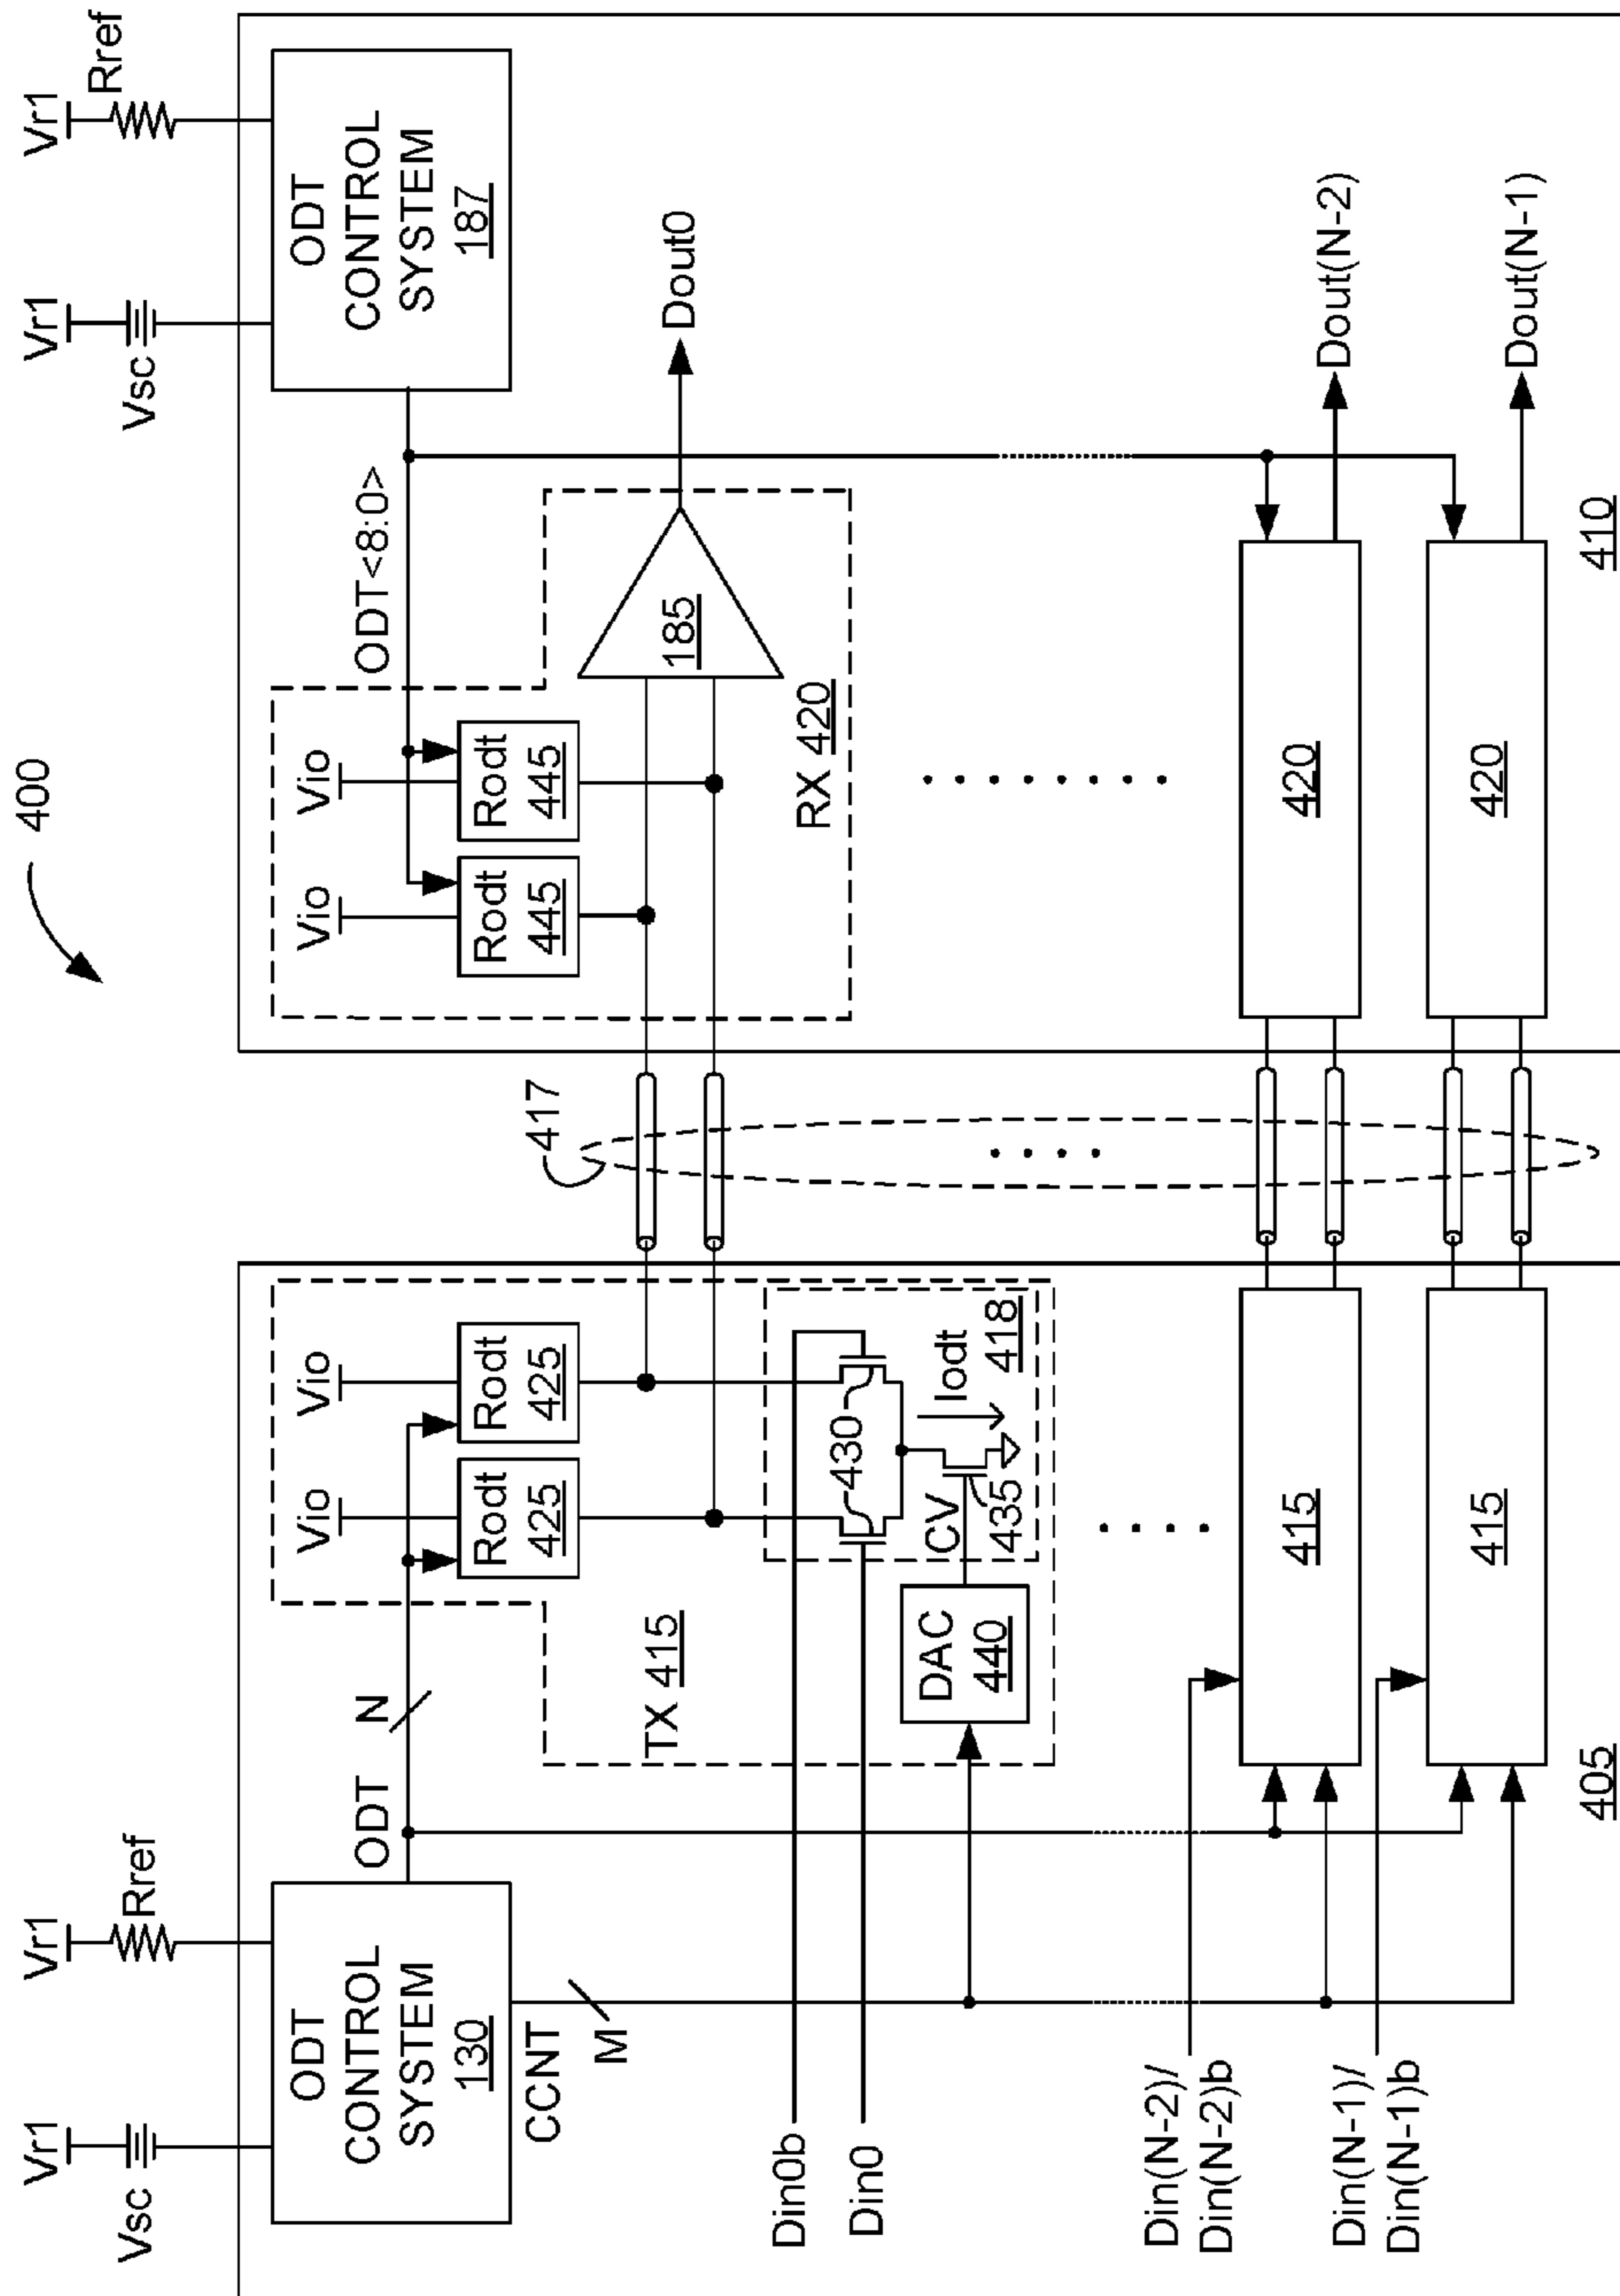 400
Vr1
Vsc
Vr1
Rref
ODT
CONTROL
SYSTEM
130
ODT
N
CCNT
M
Vio
Vio
Rodt
425
Rodt
425
TX 415
Din0b
Din0
DAC
440
CV
435
430
Iodt
418
Din(N-2)/
Din(N-2)b
415
Din(N-1)/
Din(N-1)b
415
405
417
Vr1
Vsc
Vr1
Rref
ODT
CONTROL
SYSTEM
187
ODT<8:0>
Vio
Vio
Rodt
445
Rodt
445
185
RX 420
Dout0
420
Dout(N-2)
420
Dout(N-1)
410